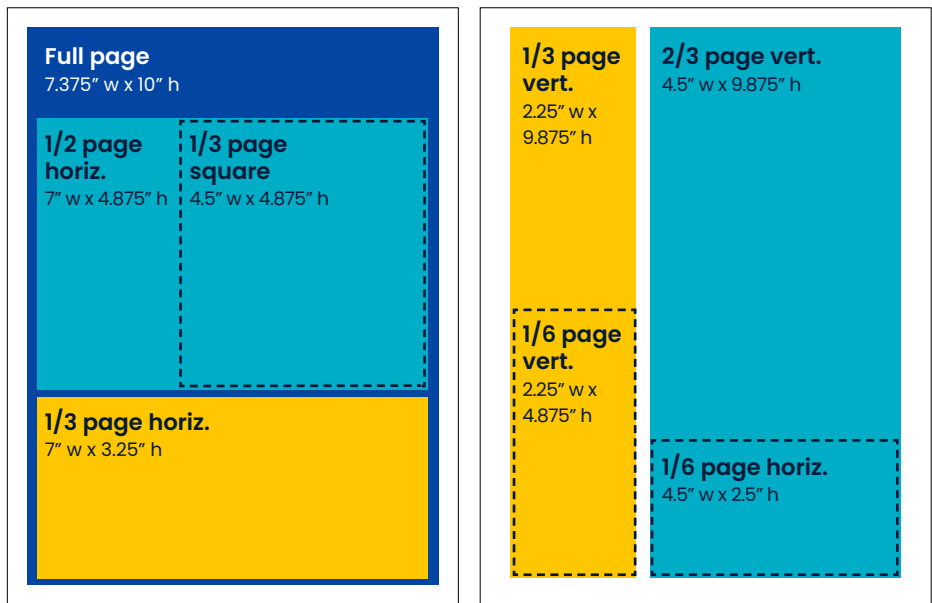 Full page
7.375” w x 10” h
1/2 page
horiz.
7” w x 4.875” h
1/3 page
square
4.5” w x 4.875” h
1/3 page horiz.
7” w x 3.25” h
1/3 page
vert.
2.25” w x
9.875” h
1/6 page
vert.
2.25” w x
4.875” h
2/3 page vert.
4.5” w x 9.875” h
1/6 page horiz.
4.5” w x 2.5” h